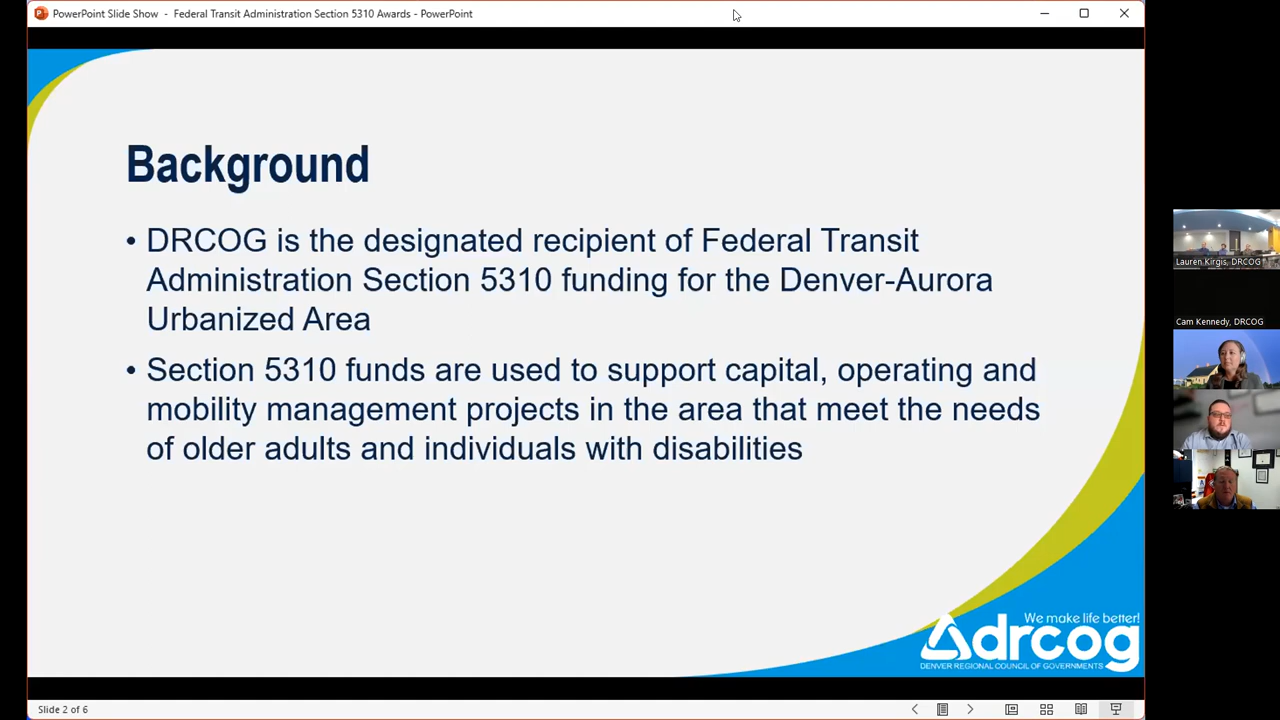 PowerPoint Slide Show - Federal Transit Administration Section 5310 Awards - PowerPoint
Background
• DRCOG is the designated recipient of Federal Transit
Administration Section 5310 funding for the Denver-Aurora
Urbanized Area
• Section 5310 funds are used to support capital, operating and
mobility management projects in the area that meet the needs
of older adults and individuals with disabilities
We make life better!
drcog
DENVER REGIONAL COUNCIL OF GOVERNMENTS
Slide 2 of 6
Lauren Kirgis, DRCOG
Cam Kennedy, DRCOG